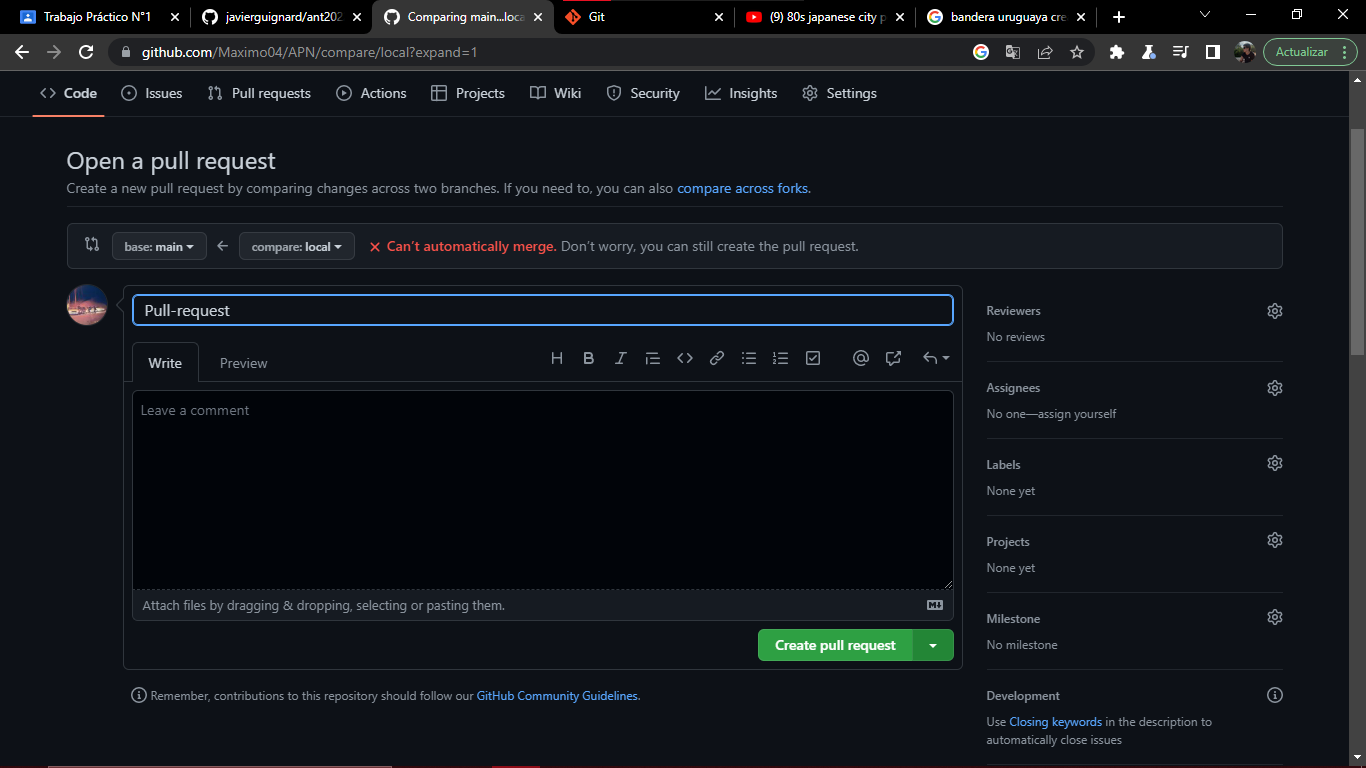 Trabajo Práctico N°1
javierguignard/ant202
Comparing main...loca
Git
(9) 80s japanese city p
bandera uruguaya cre
github.com/Maximo04/APN/compare/local?expand=1
Actualizar
Code
Issues
Pull requests
Actions
Projects
Wiki
Security
Insights
Settings
Open a pull request
Create a new pull request by comparing changes across two branches. If you need to, you can also compare across forks.
base: main
compare: local
Can't automatically merge. Don't worry, you can still create the pull request.
Pull-request
Write
Preview
Leave a comment
Attach files by dragging & dropping, selecting or pasting them.
Create pull request
Remember, contributions to this repository should follow our GitHub Community Guidelines.
Reviewers
No reviews
Assignees
No one—assign yourself
Labels
None yet
Projects
None yet
Milestone
No milestone
Development
Use Closing keywords in the description to
automatically close issues